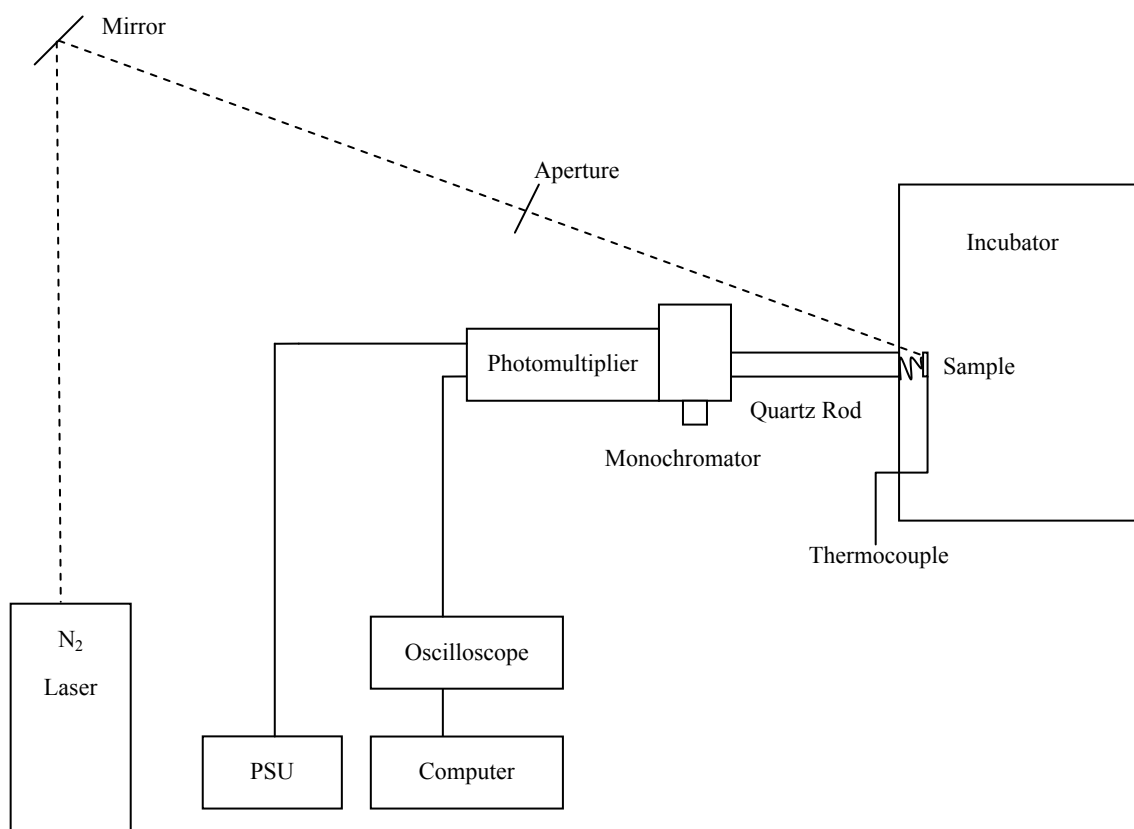 Mirror
Aperture
Incubator
Photomultiplier
Sample
Quartz Rod
Monochromator
Thermocouple
N₂
Laser
Oscilloscope
PSU
Computer